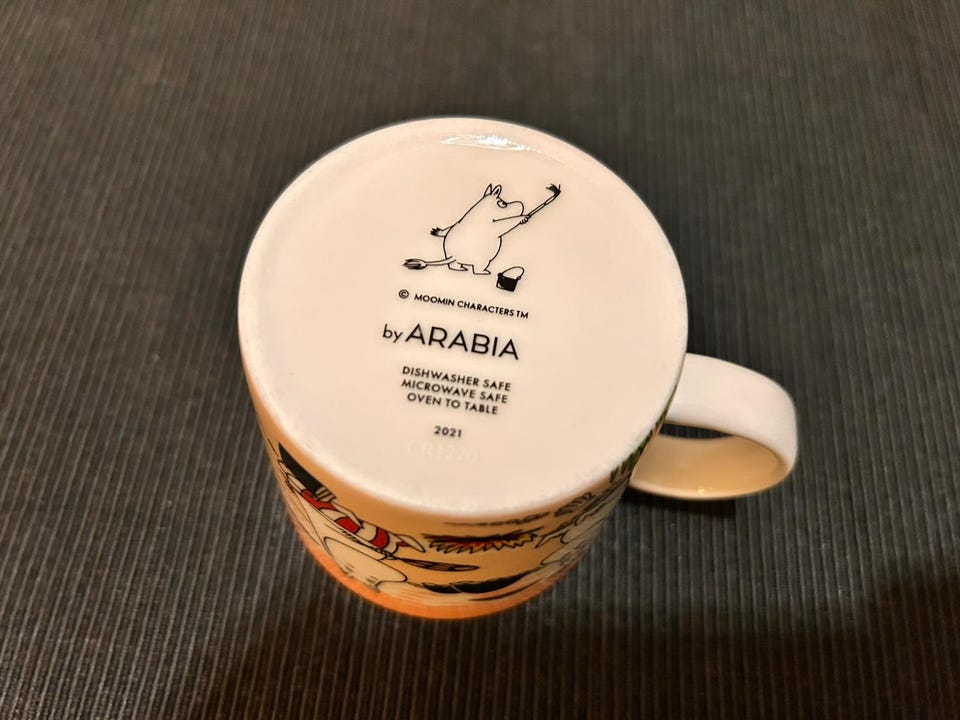 © MOOMIN CHARACTERS TM
by ARABIA
DISHWASHER SAFE
MICROWAVE SAFE
OVEN TO TABLE
2021